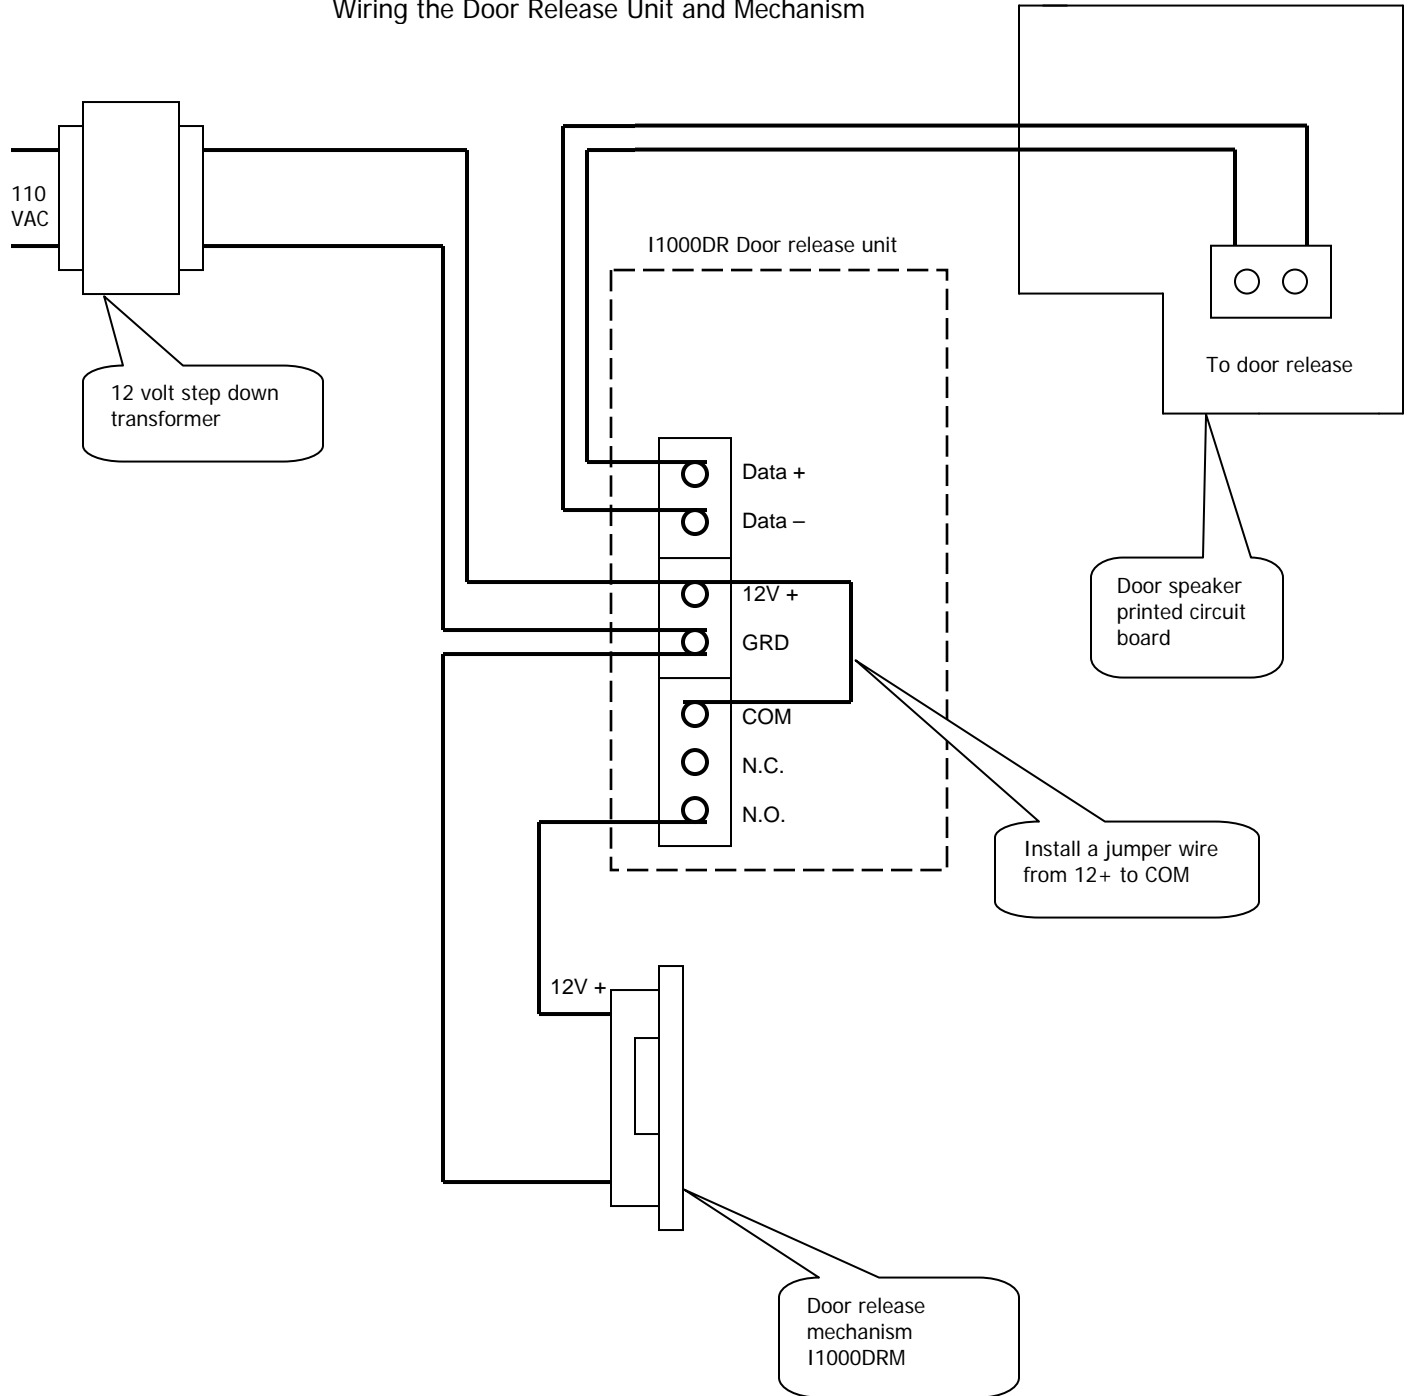 Wiring the Door Release Unit and Mechanism
110
VAC
I1000DR Door release unit
To door release
12 volt step down
transformer
Data +
Data –
12V +
GRD
COM
N.C.
N.O.
Door speaker
printed circuit
board
Install a jumper wire
from 12+ to COM
12V +
Door release
mechanism
I1000DRM